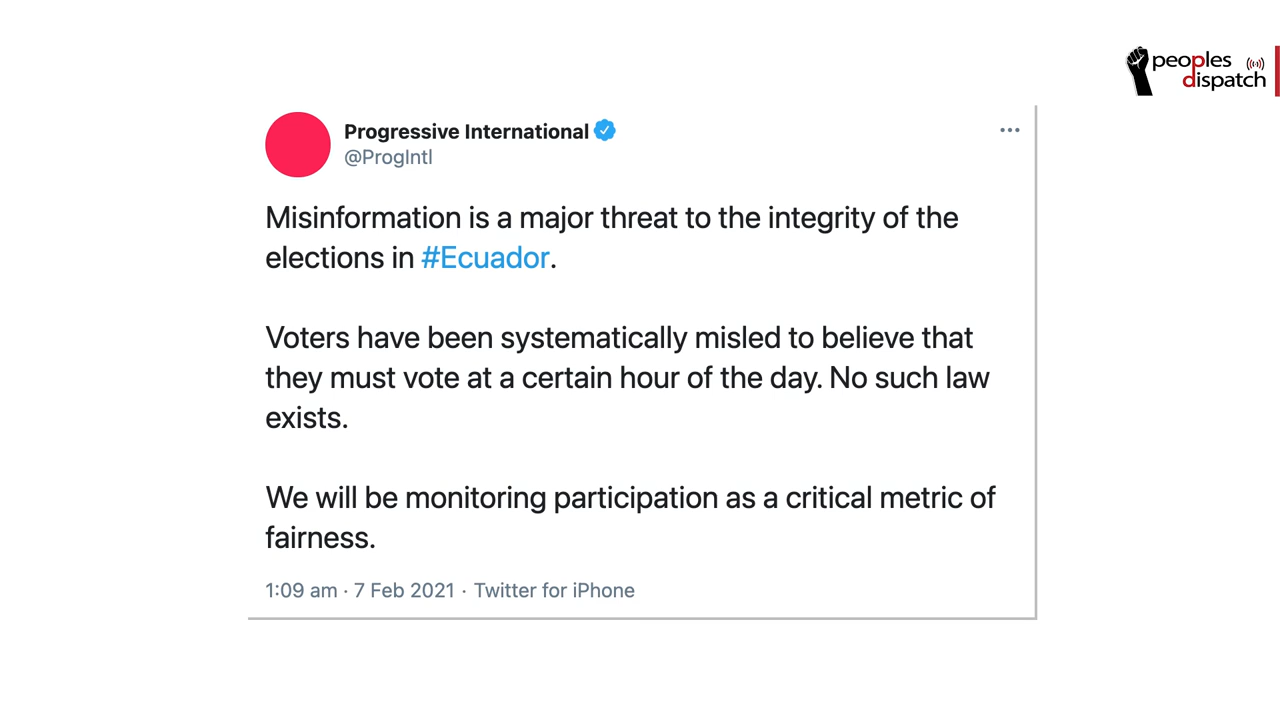 peoples
dispatch
Progressive International
@ProgIntl
Misinformation is a major threat to the integrity of the
elections in #Ecuador.
Voters have been systematically misled to believe that
they must vote at a certain hour of the day. No such law
exists.
We will be monitoring participation as a critical metric of
fairness.
1:09 am · 7 Feb 2021 · Twitter for iPhone